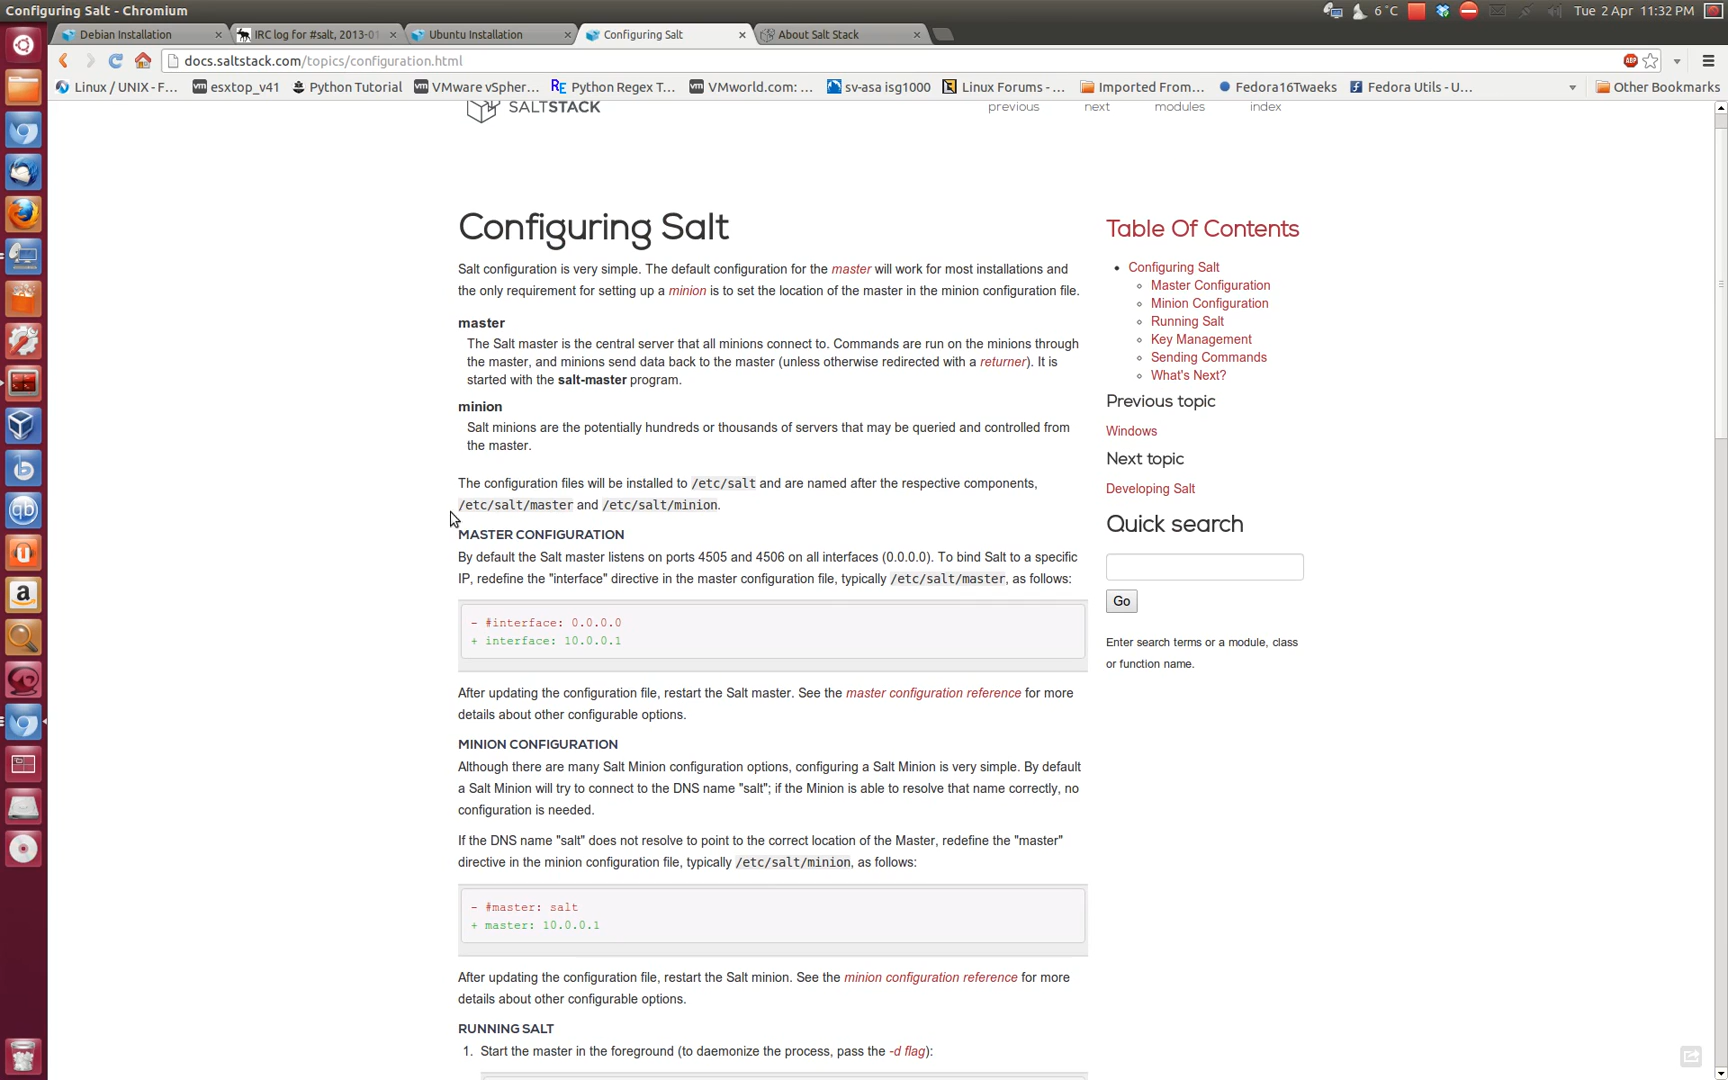 Configuring Salt - Chromium
6°C
Tue 2 Apr 11:32 PM
Debian Installation
IRC log for #salt, 2013-01
Ubuntu Installation
Configuring Salt
About Salt Stack
docs.saltstack.com/topics/configuration.html
ABP
Linux / UNIX - F...
vm esxtop_v41
Python Tutorial
vm VMware vSpher...
RE Python Regex T...
vm VMworld.com: ...
sv-asa isg1000
Linux Forums - ...
Imported From...
Fedora16Tweaks
Fedora Utils - U...
Other Bookmarks
SALTSTACK
previous
next
modules
index
Configuring Salt
Salt configuration is very simple. The default configuration for the master will work for most installations and
the only requirement for setting up a minion is to set the location of the master in the minion configuration file.
master
The Salt master is the central server that all minions connect to. Commands are run on the minions through
the master, and minions send data back to the master (unless otherwise redirected with a returner). It is
started with the salt-master program.
minion
Salt minions are the potentially hundreds or thousands of servers that may be queried and controlled from
the master.
The configuration files will be installed to /etc/salt and are named after the respective components,
/etc/salt/master and /etc/salt/minion.
MASTER CONFIGURATION
By default the Salt master listens on ports 4505 and 4506 on all interfaces (0.0.0.0). To bind Salt to a specific
IP, redefine the "interface" directive in the master configuration file, typically /etc/salt/master, as follows:
- #interface: 0.0.0.0
+ interface: 10.0.0.1
After updating the configuration file, restart the Salt master. See the master configuration reference for more
details about other configurable options.
MINION CONFIGURATION
Although there are many Salt Minion configuration options, configuring a Salt Minion is very simple. By default
a Salt Minion will try to connect to the DNS name "salt"; if the Minion is able to resolve that name correctly, no
configuration is needed.
If the DNS name "salt" does not resolve to point to the correct location of the Master, redefine the "master"
directive in the minion configuration file, typically /etc/salt/minion, as follows:
- #master: salt
+ master: 10.0.0.1
After updating the configuration file, restart the Salt minion. See the minion configuration reference for more
details about other configurable options.
RUNNING SALT
1. Start the master in the foreground (to daemonize the process, pass the -d flag):
Table Of Contents
Configuring Salt
Master Configuration
Minion Configuration
Running Salt
Key Management
Sending Commands
What's Next?
Previous topic
Windows
Next topic
Developing Salt
Quick search
Go
Enter search terms or a module, class
or function name.